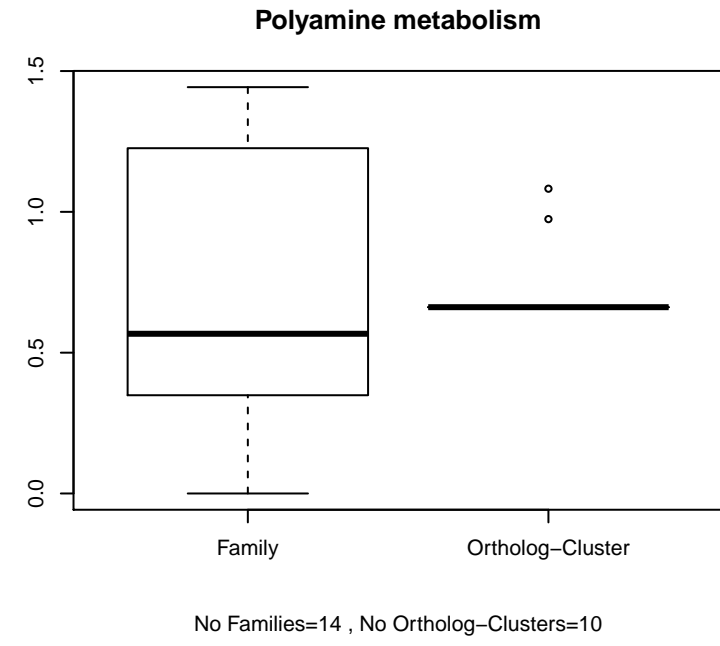 Polyamine metabolism
1.5
1.0
0.5
0.0
Family Ortholog−Cluster
No Families=14 , No Ortholog−Clusters=10